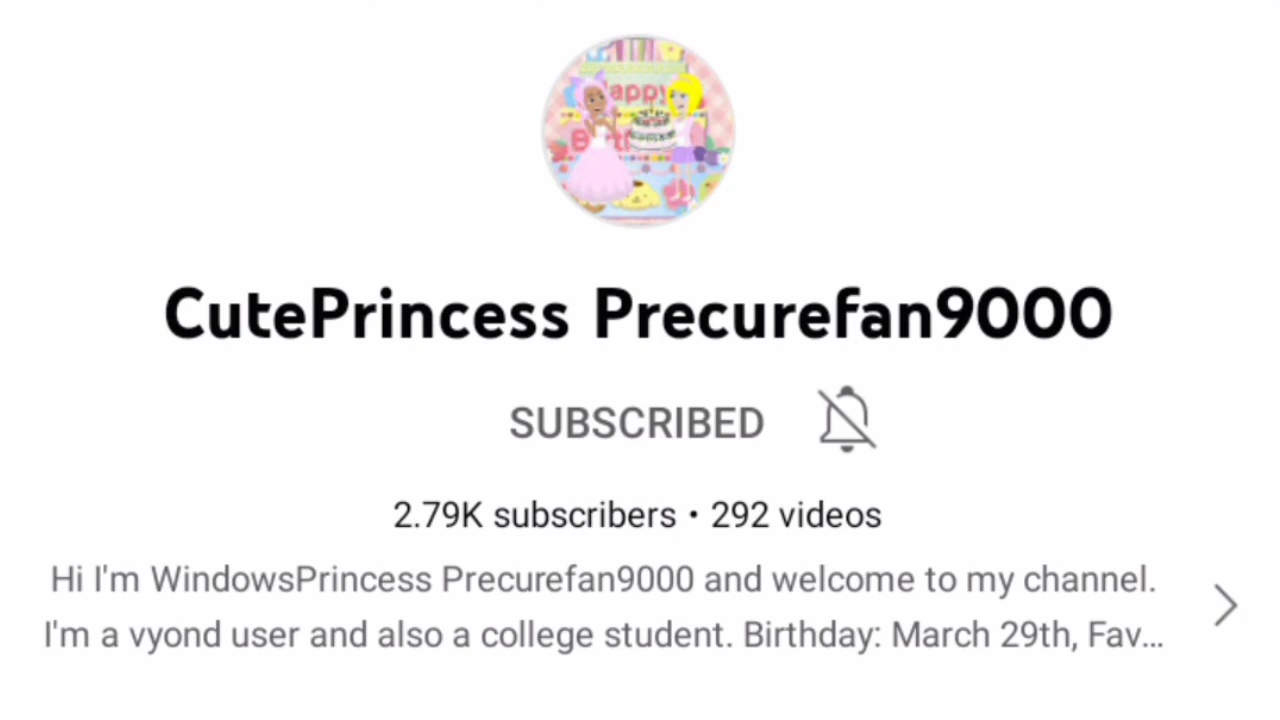 appy
CutePrincess Precurefan9000
SUBSCRIBED
2.79K subscribers • 292 videos
Hi I'm WindowsPrincess Precurefan9000 and welcome to my channel.
I'm a vyond user and also a college student. Birthday: March 29th, Fav...